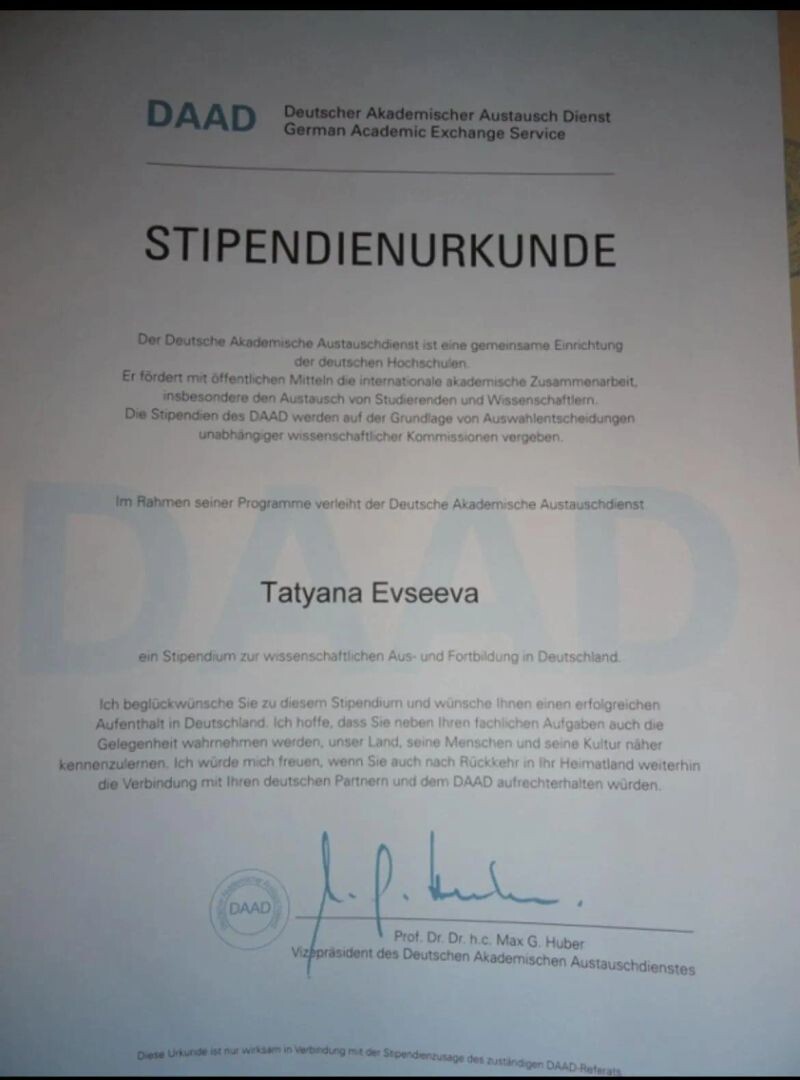 DAAD
Deutscher Akademischer Austausch Dienst
German Academic Exchange Service
STIPENDIENURKUNDE
Der Deutsche Akademische Austauschdienst ist eine gemeinsame Einrichtung
der deutschen Hochschulen.
Er fördert mit öffentlichen Mitteln die internationale akademische Zusammenarbeit,
insbesondere den Austausch von Studierenden und Wissenschaftlern.
Die Stipendien des DAAD werden auf der Grundlage von Auswahlentscheidungen
unabhängiger wissenschaftlicher Kommissionen vergeben.
Im Rahmen seiner Programme verleiht der Deutsche Akademische Austauschdienst
DAAD
Tatyana Evseeva
ein Stipendium zur wissenschaftlichen Aus- und Fortbildung in Deutschland.
Ich beglückwünsche Sie zu diesem Stipendium und wünsche Ihnen einen erfolgreichen
Aufenthalt in Deutschland. Ich hoffe, dass Sie neben Ihren fachlichen Aufgaben auch die
Gelegenheit wahrnehmen werden, unser Land, seine Menschen und seine Kultur näher
kennenzulernen. Ich würde mich freuen, wenn Sie auch nach Rückkehr in Ihr Heimatland weiterhin
die Verbindung mit Ihren deutschen Partnern und dem DAAD aufrechterhalten würden.
DAAD
Prof. Dr. Dr. h.c. Max G. Huber
Vizepräsident des Deutschen Akademischen Austauschdienstes
Diese Urkunde ist nur wirksam in Verbindung mit der Stipendienzusage des zuständigen DAAD-Referats.